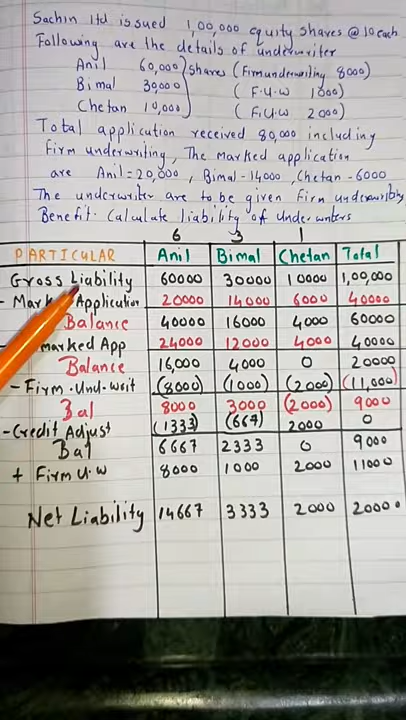 Sachin ltd issued 1,00,000 equity shares @ 10 each
Following are the details of underwriter
Anil 60,000 } shares (Firm underwriting 8000)
Bimal 30000 (F.U.W 1000)
Chetan 10,000 (F.U.W 2000)
Total application received 80,000 including
Firm underwriting, The Marked application
are Anil=20,000, Bimal-14000, Chetan-6000
The underwriter are to be given Firm underwriting
Benefit. Calculate liability of Underwriters
6 3 1
PARTICULAR Anil Bimal Chetan Total
Gross Liability 60000 30000 10000 1,00,000
- Mark Application 20000 14000 6000 40000
Balance 40000 16000 4000 60000
marked App 24000 12000 4000 40000
Balance 16,000 4000 0 20000
- Firm.Und-writ (8000) (1000) (2000) (11,000)
Bal 8000 3000 (2000) 9000
- Credit Adjust (1333) (667) 2000 0
Bal 6667 2333 0 9000
+ Firm U.W 8000 1000 2000 11000
Net Liability 14667 3333 2000 20000